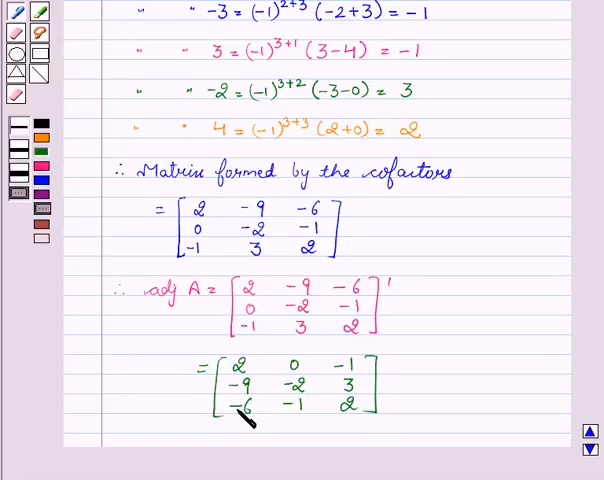 " " -3 = (-1)^{2+3} (-2+3) = -1
" " 3 = (-1)^{3+1} (3-4) = -1
" " -2 = (-1)^{3+2} (-3-0) = 3
" " 4 = (-1)^{3+3} (2+0) = 2
∴ Matrix formed by the cofactors
= [ 2 -9 -6
0 -2 -1
-1 3 2 ]
∴ adj A = [ 2 -9 -6
0 -2 -1
-1 3 2 ]'
= [ 2 0 -1
-9 -2 3
-6 -1 2 ]